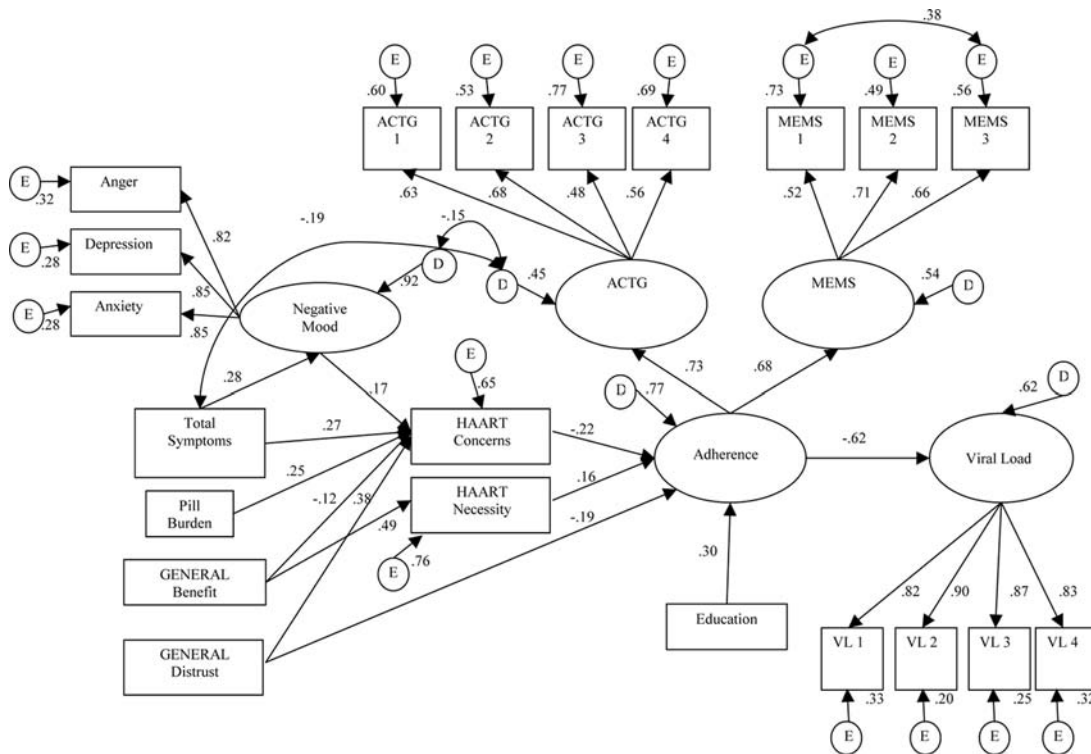 .38
E
E
E
E
E
E
E
.60
.53
.77
.69
.73
.49
.56
ACTG
1
ACTG
2
ACTG
3
ACTG
4
MEMS
1
MEMS
2
MEMS
3
E
.32
Anger
.63
.68
.48
.56
.52
.71
.66
-.19
-.15
.82
E
.28
Depression
D
.92
D
.45
ACTG
MEMS
.54
D
.85
E
.28
Anxiety
.85
Negative
Mood
.28
.17
E
.65
.73
.68
D
.77
.62
D
Total
Symptoms
.27
HAART
Concerns
-.22
Adherence
-.62
Viral Load
.25
Pill
Burden
-.12
.38
.49
HAART
Necessity
.16
-.19
E
.76
GENERAL
Benefit
.30
Education
GENERAL
Distrust
.82
.90
.87
.83
VL 1
VL 2
VL 3
VL 4
.33
.20
.25
.32
E
E
E
E